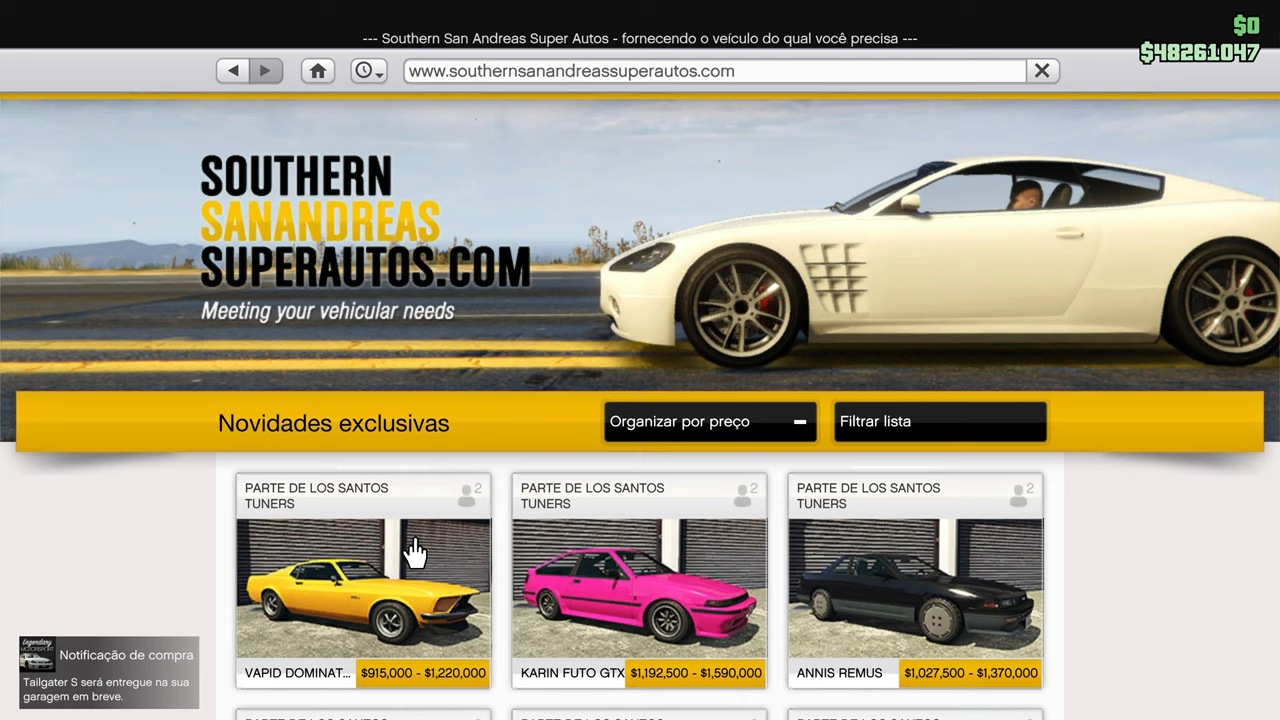 --- Southern San Andreas Super Autos - fornecendo o veículo do qual você precisa ---
$0
$48261047
www.southernsanandreassuperautos.com
SOUTHERN
SANANDREAS
SUPERAUTOS.COM
Meeting your vehicular needs
Novidades exclusivas
Organizar por preço
Filtrar lista
PARTE DE LOS SANTOS
TUNERS
2
PARTE DE LOS SANTOS
TUNERS
2
PARTE DE LOS SANTOS
TUNERS
2
VAPID DOMINAT... $915,000 - $1,220,000
KARIN FUTO GTX $1,192,500 - $1,590,000
ANNIS REMUS $1,027,500 - $1,370,000
Legendary
MOTORSPORT
Notificação de compra
Tailgater S será entregue na sua
garagem em breve.